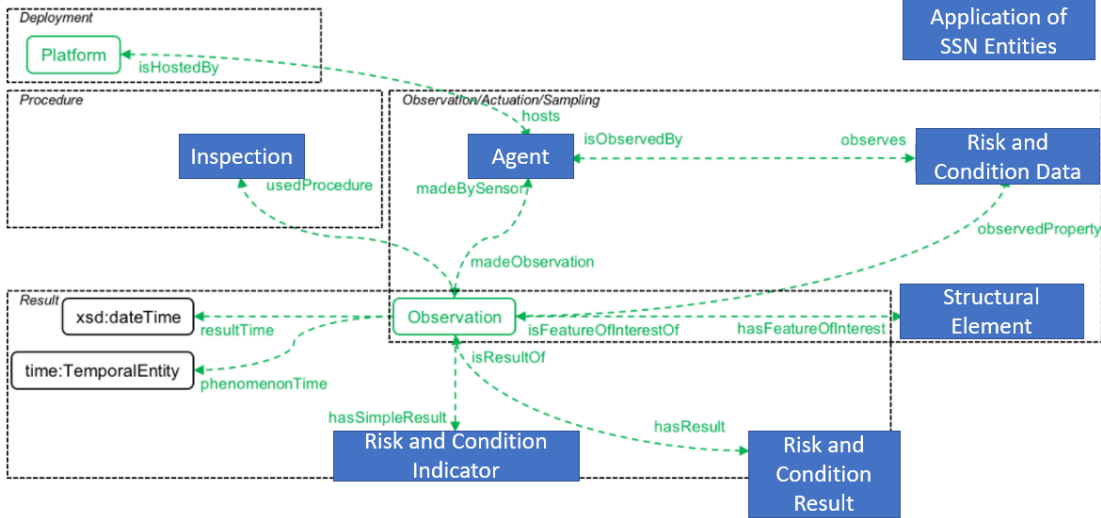 Deployment
Application of
SSN Entities
Platform
isHostedBy
Procedure
Observation/Actuation/Sampling
hosts
Inspection
Agent
isObservedBy
observes
Risk and
Condition Data
usedProcedure
madeBySensor
observedProperty
madeObservation
Result
xsd:dateTime
resultTime
Observation
isFeatureOfInterestOf
hasFeatureOfInterest
Structural
Element
isResultOf
time:TemporalEntity
phenomenonTime
hasSimpleResult
hasResult
Risk and Condition
Indicator
Risk and
Condition
Result